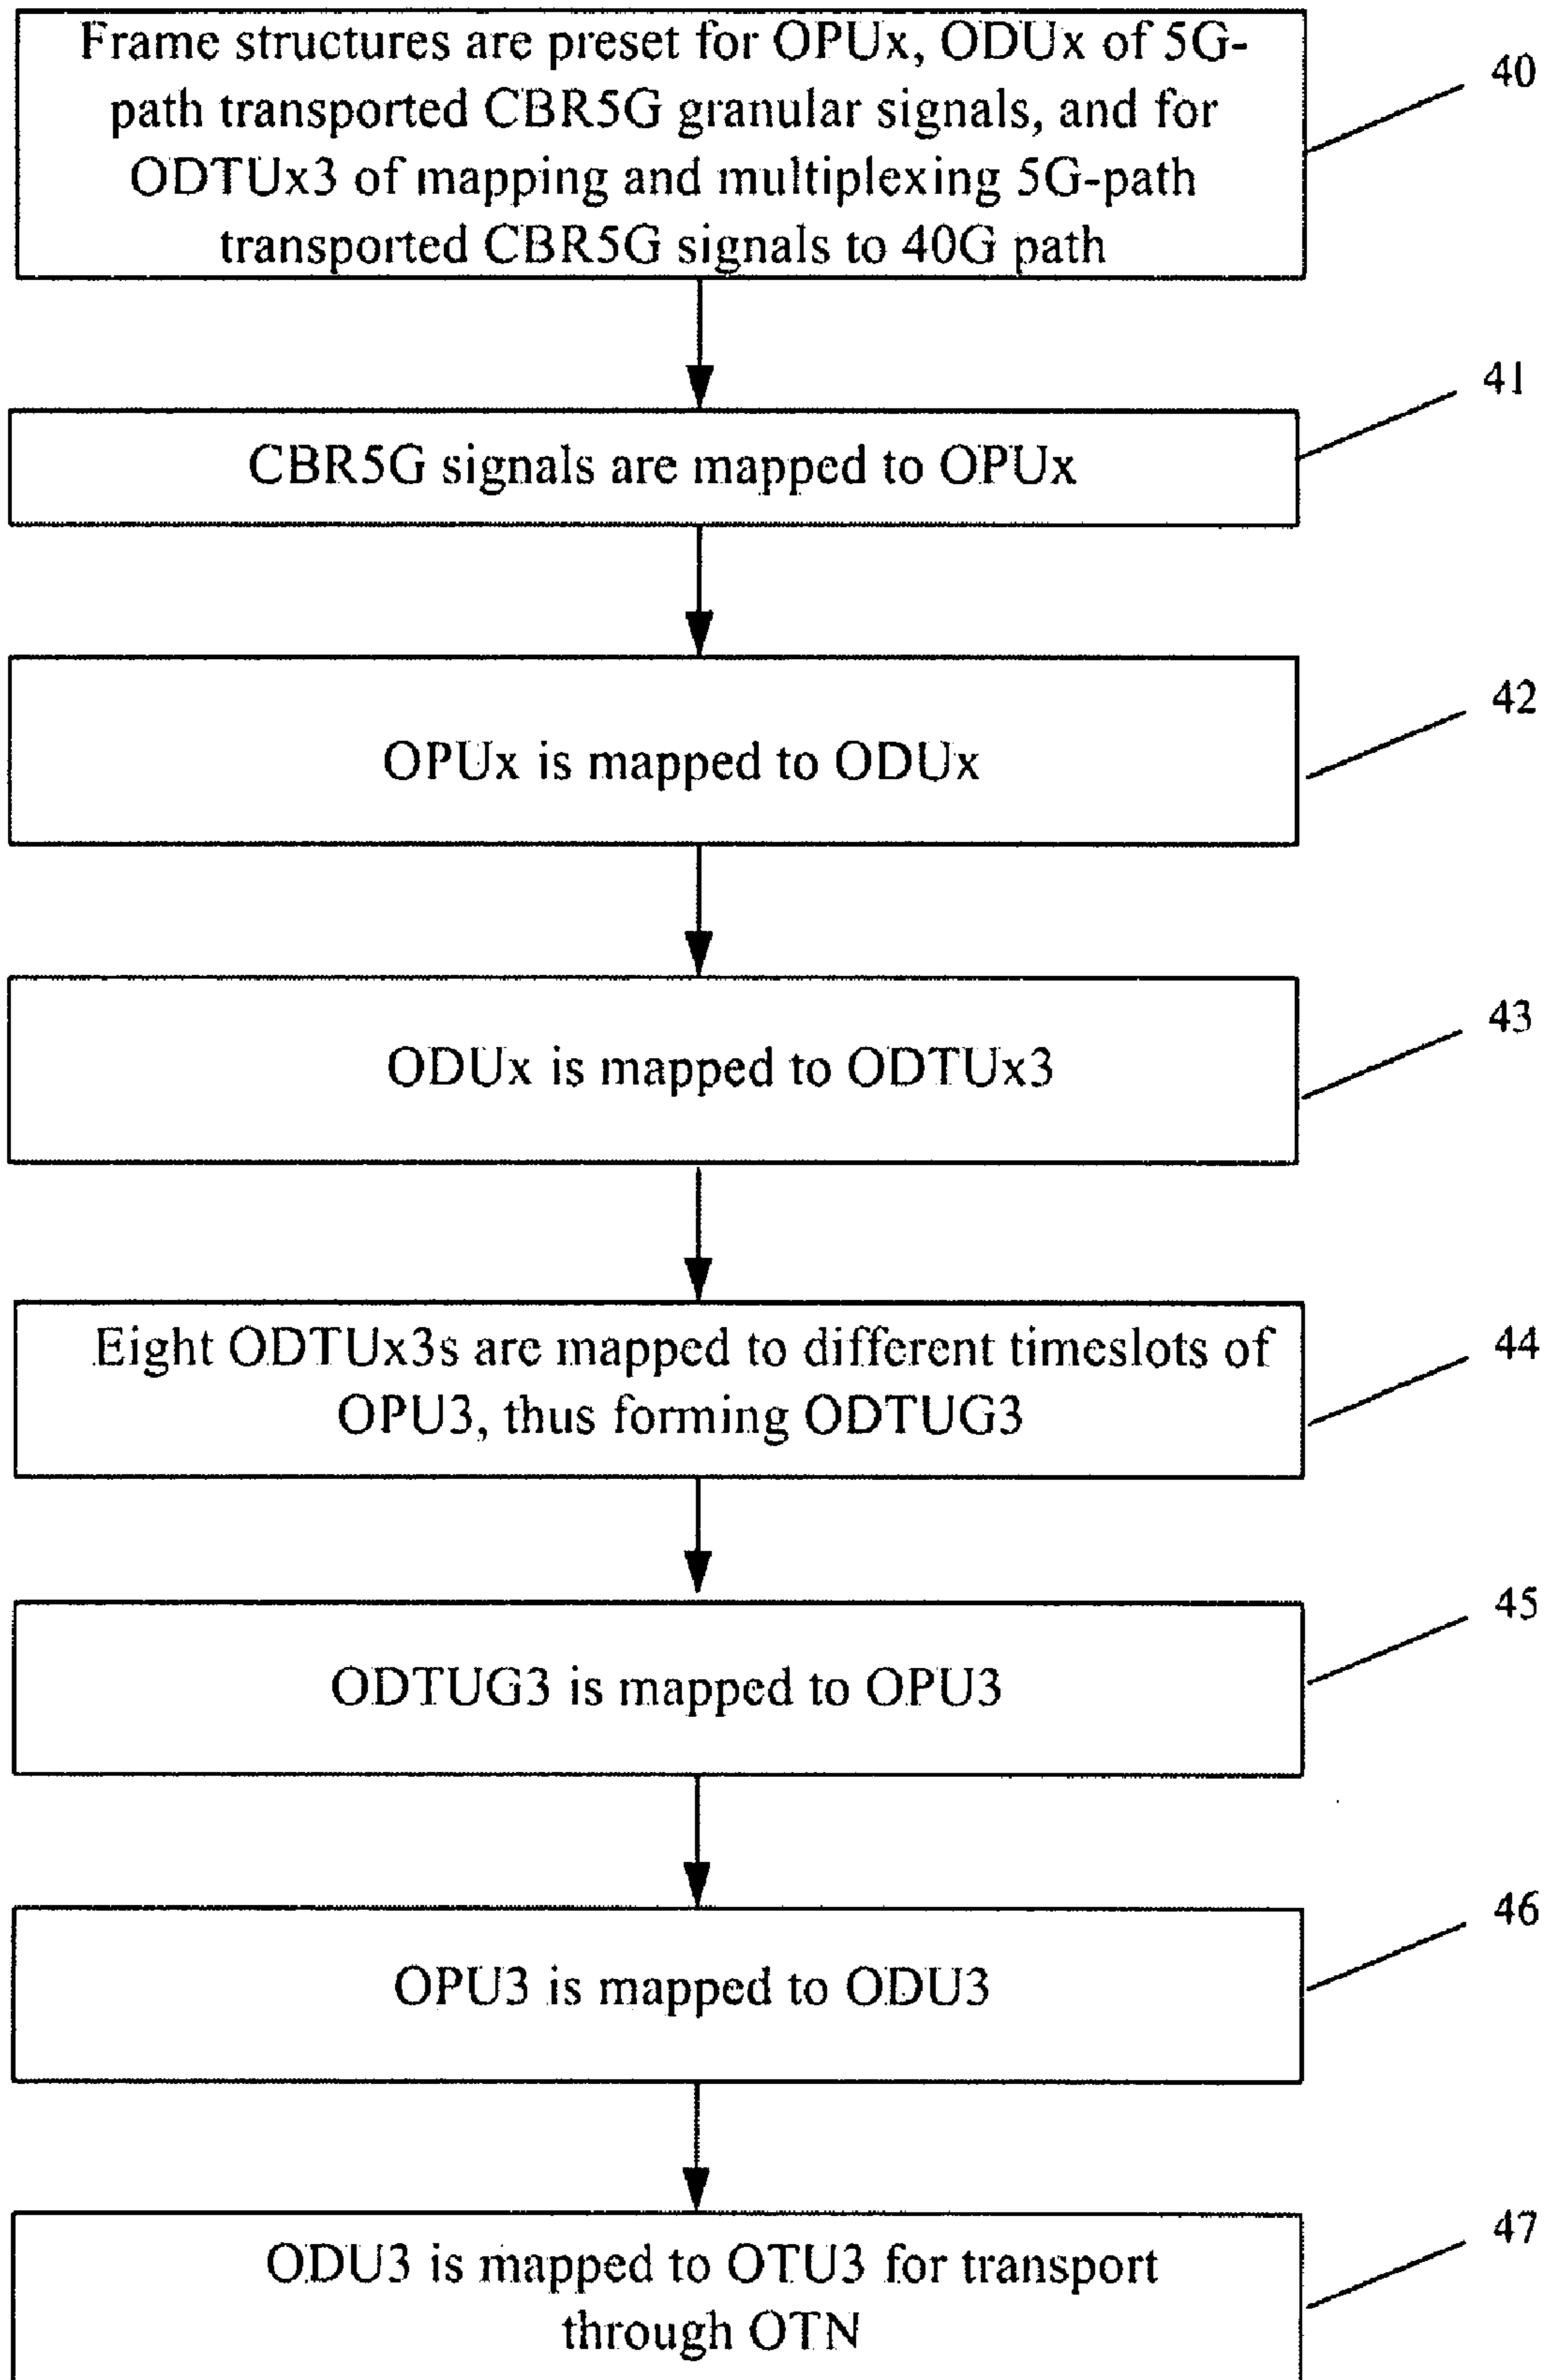 Frame structures are preset for OPUx, ODUx of 5G-
path transported CBR5G granular signals, and for
ODTUx3 of mapping and multiplexing 5G-path
transported CBR5G signals to 40G path
40
41
CBR5G signals are mapped to OPUx
42
OPUx is mapped to ODUx
43
ODUx is mapped to ODTUx3
44
Eight ODTUx3s are mapped to different timeslots of
OPU3, thus forming ODTUG3
45
ODTUG3 is mapped to OPU3
46
OPU3 is mapped to ODU3
47
ODU3 is mapped to OTU3 for transport
through OTN